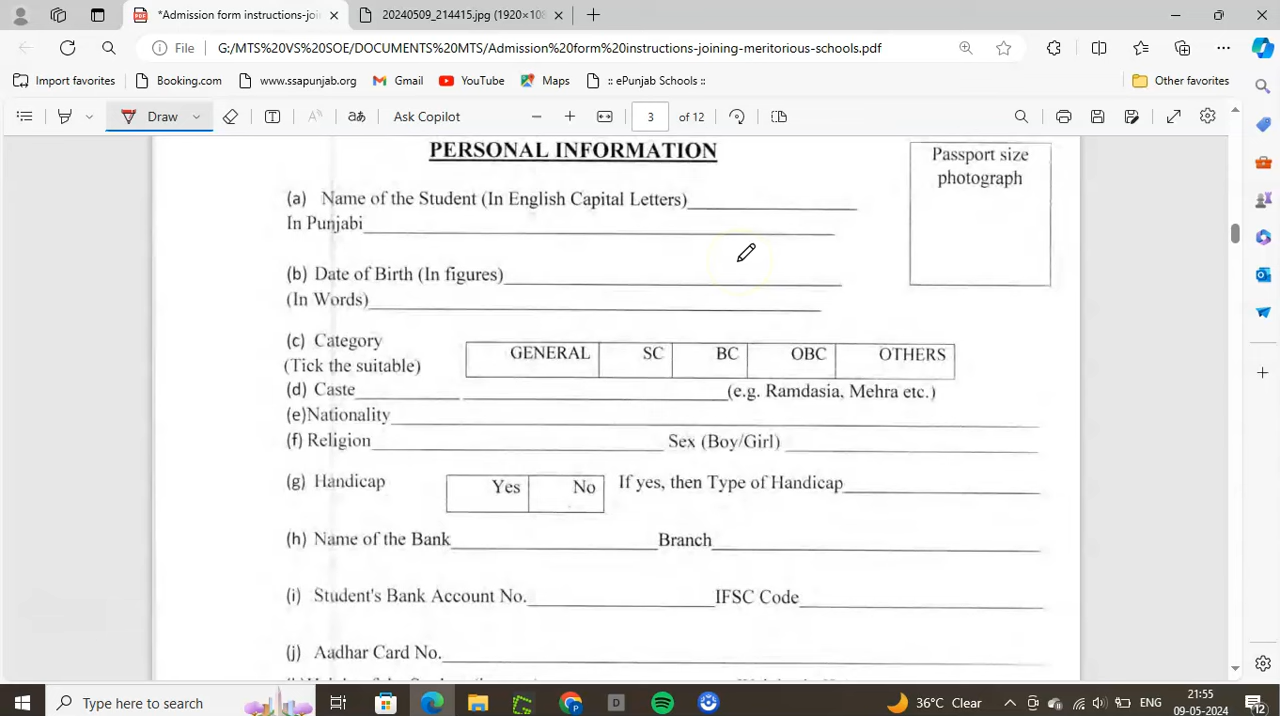 *Admission form instructions-joi
20240509_214415.jpg (1920×108
File
G:/MTS%20VS%20SOE/DOCUMENTS%20MTS/Admission%20form%20instructions-joining-meritorious-schools.pdf
Import favorites
Booking.com
www.ssapunjab.org
Gmail
YouTube
Maps
:: ePunjab Schools ::
Other favorites
Draw
Ask Copilot
3 of 12
PERSONAL INFORMATION
Passport size
photograph
(a) Name of the Student (In English Capital Letters)
In Punjabi
(b) Date of Birth (In figures)
(In Words)
(c) Category
(Tick the suitable)
GENERAL SC BC OBC OTHERS
(d) Caste (e.g. Ramdasia, Mehra etc.)
(e)Nationality
(f) Religion Sex (Boy/Girl)
(g) Handicap Yes No If yes, then Type of Handicap
(h) Name of the Bank Branch
(i) Student's Bank Account No. IFSC Code
(j) Aadhar Card No.
Type here to search
36°C Clear
ENG
21:55
09-05-2024
12